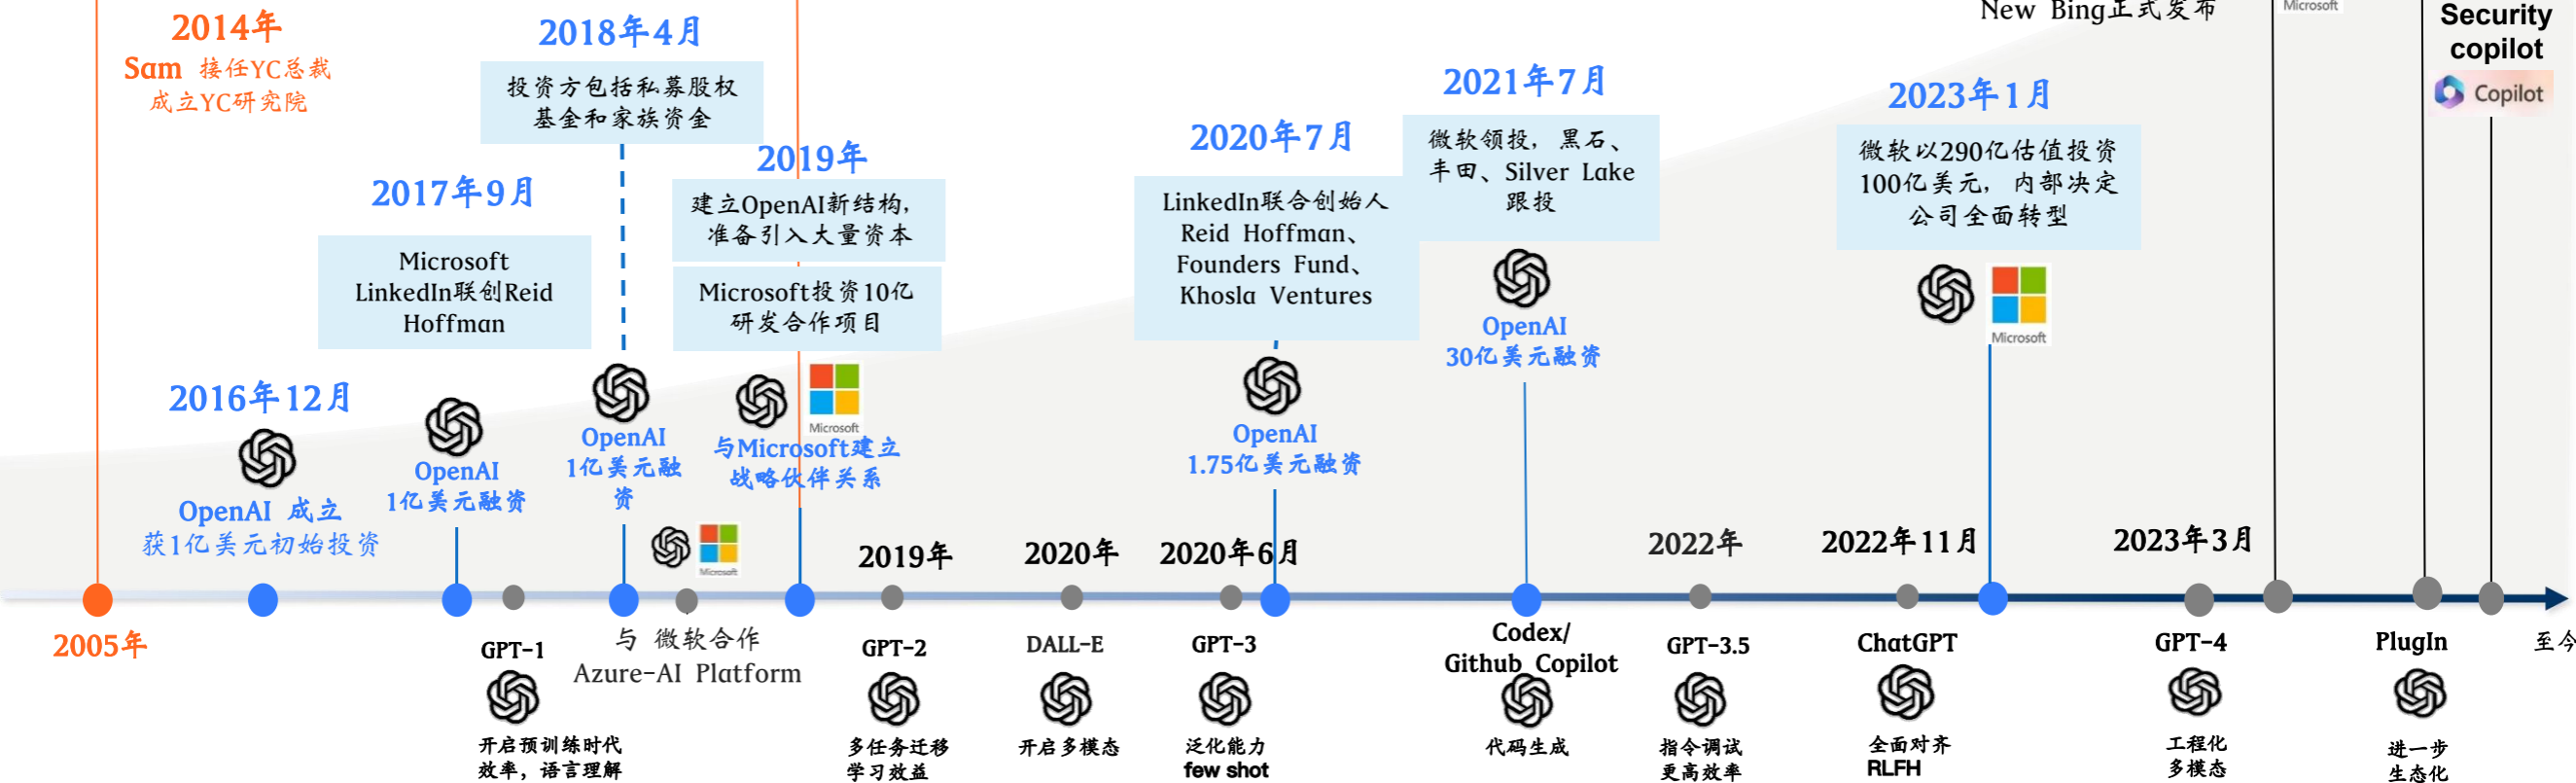 2014年
Sam 接任YC总裁
成立YC研究院
2018年4月
投资方包括私募股权
基金和家族资金
2017年9月
Microsoft
LinkedIn联创Reid
Hoffman
2019年
建立OpenAI新结构,
准备引入大量资本
Microsoft投资10亿
研发合作项目
2020年7月
LinkedIn联合创始人
Reid Hoffman、
Founders Fund、
Khosla Ventures
2021年7月
微软领投, 黑石、
丰田、Silver Lake
跟投
New Bing正式发布
Microsoft
2023年1月
微软以290亿估值投资
100亿美元, 内部决定
公司全面转型
Microsoft
Security
copilot
Copilot
2016年12月
OpenAI 成立
获1亿美元初始投资
OpenAI
1亿美元融资
OpenAI
1亿美元融
资
Microsoft
Microsoft
与Microsoft建立
战略伙伴关系
OpenAI
1.75亿美元融资
OpenAI
30亿美元融资
2019年
2020年
2020年6月
2022年
2022年11月
2023年3月
2005年
GPT-1
开启预训练时代
效率, 语言理解
与 微软合作
Azure-AI Platform
GPT-2
多任务迁移
学习效益
DALL-E
开启多模态
GPT-3
泛化能力
few shot
Codex/
Github Copilot
代码生成
GPT-3.5
指令调试
更高效率
ChatGPT
全面对齐
RLFH
GPT-4
工程化
多模态
PlugIn
进一步
生态化
至今